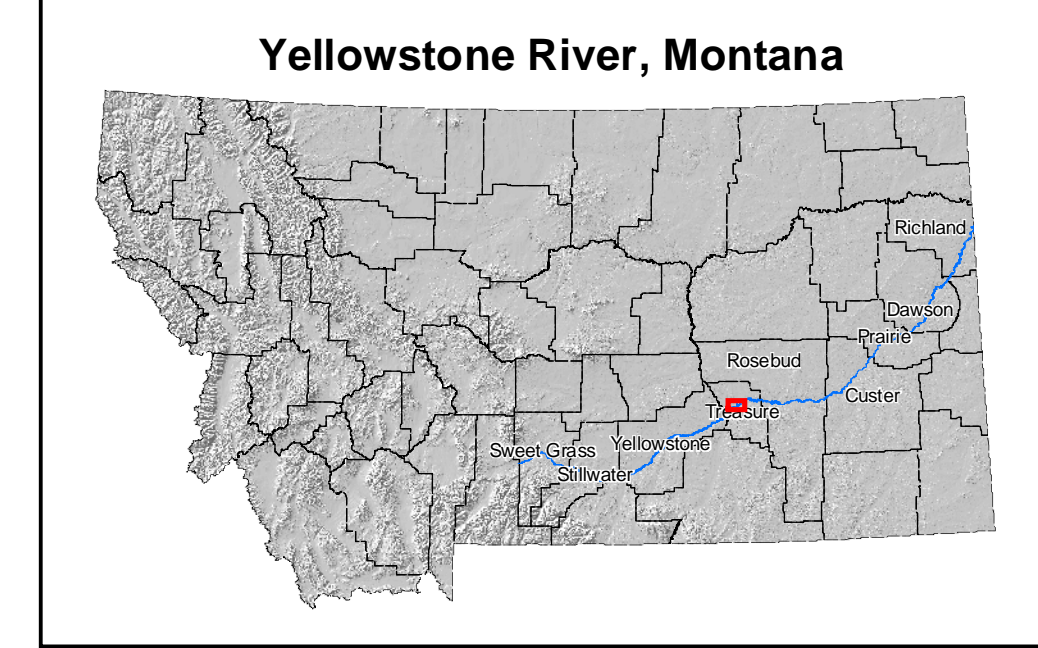 Yellowstone River, Montana
Richland
Dawson
Prairie
Rosebud
Custer
Treasure
Yellowstone
Sweet Grass
Stillwater